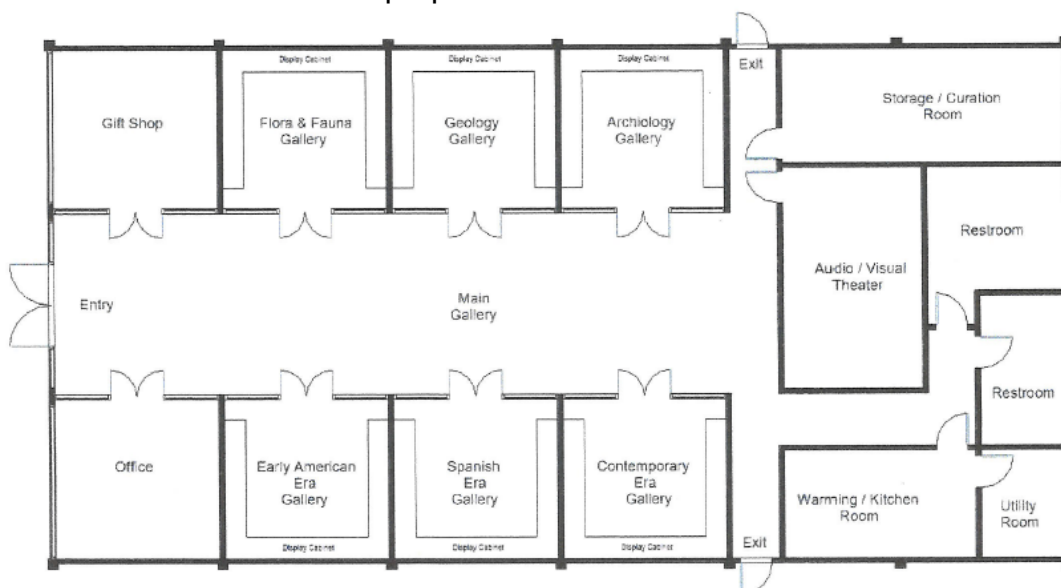 Display Cabinet
Display Cabinet
Display Cabinet
Exit
Gift Shop
Flora & Fauna
Gallery
Geology
Gallery
Archiology
Gallery
Storage / Curation
Room
Restroom
Audio / Visual
Theater
Entry
Main
Gallery
Restroom
Office
Early American
Era
Gallery
Spanish
Era
Gallery
Contemporary
Era
Gallery
Warming / Kitchen
Room
Utility
Room
Display Cabinet
Display Cabinet
Display Cabinet
Exit